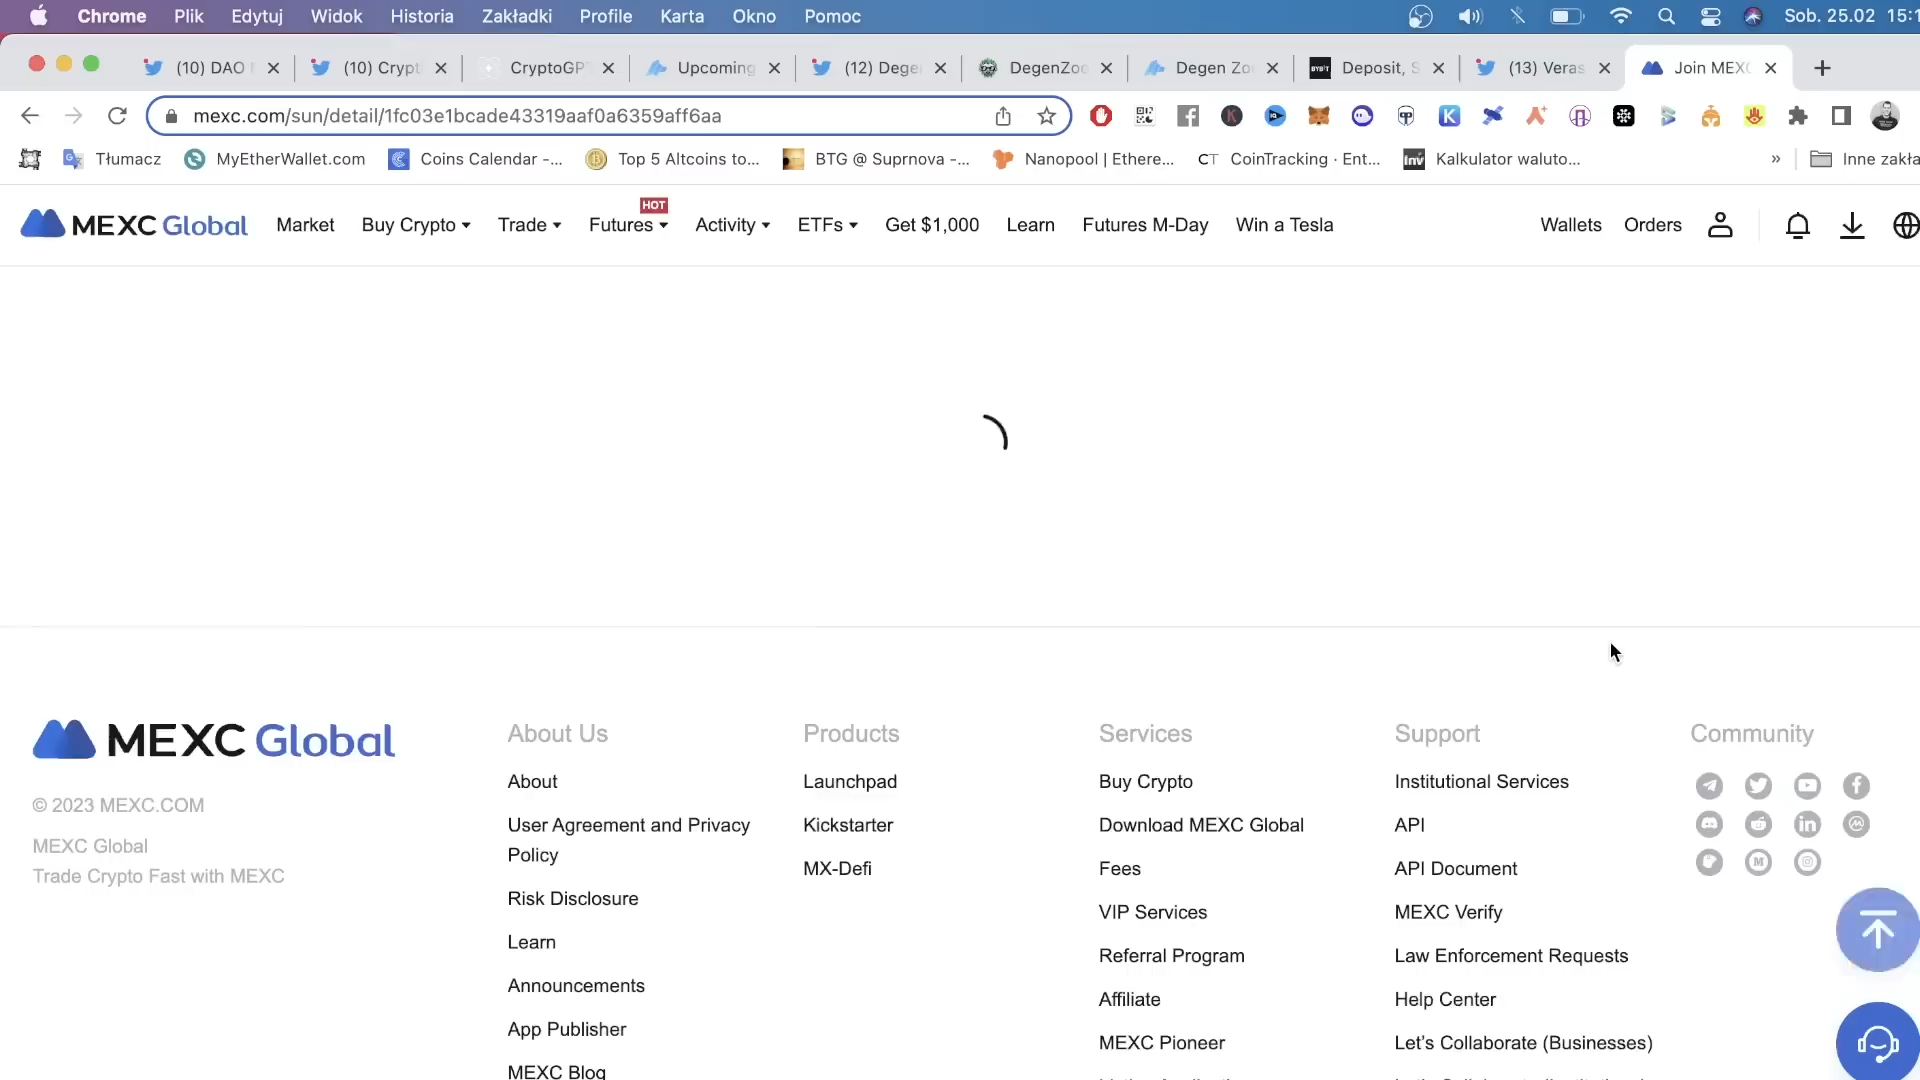 Chrome Plik Edytuj Widok Historia Zakładki Profile Karta Okno Pomoc Sob. 25.02 15:1
(10) DAO (10) Crypt CryptoGP Upcoming (12) Dege DegenZoo Degen Zo Deposit, S (13) Veras Join MEXC
mexc.com/sun/detail/1fc03e1bcade43319aaf0a6359aff6aa
Tłumacz MyEtherWallet.com Coins Calendar -... Top 5 Altcoins to... BTG @ Suprnova -... Nanopool | Ethere... CT CoinTracking · Ent... Inv Kalkulator waluto... » Inne zakła
HOT
MEXC Global Market Buy Crypto Trade Futures Activity ETFs Get $1,000 Learn Futures M-Day Win a Tesla Wallets Orders
MEXC Global
© 2023 MEXC.COM
MEXC Global
Trade Crypto Fast with MEXC
About Us
About
User Agreement and Privacy
Policy
Risk Disclosure
Learn
Announcements
App Publisher
MEXC Blog
Products
Launchpad
Kickstarter
MX-Defi
Services
Buy Crypto
Download MEXC Global
Fees
VIP Services
Referral Program
Affiliate
MEXC Pioneer
Support
Institutional Services
API
API Document
MEXC Verify
Law Enforcement Requests
Help Center
Let's Collaborate (Businesses)
Community